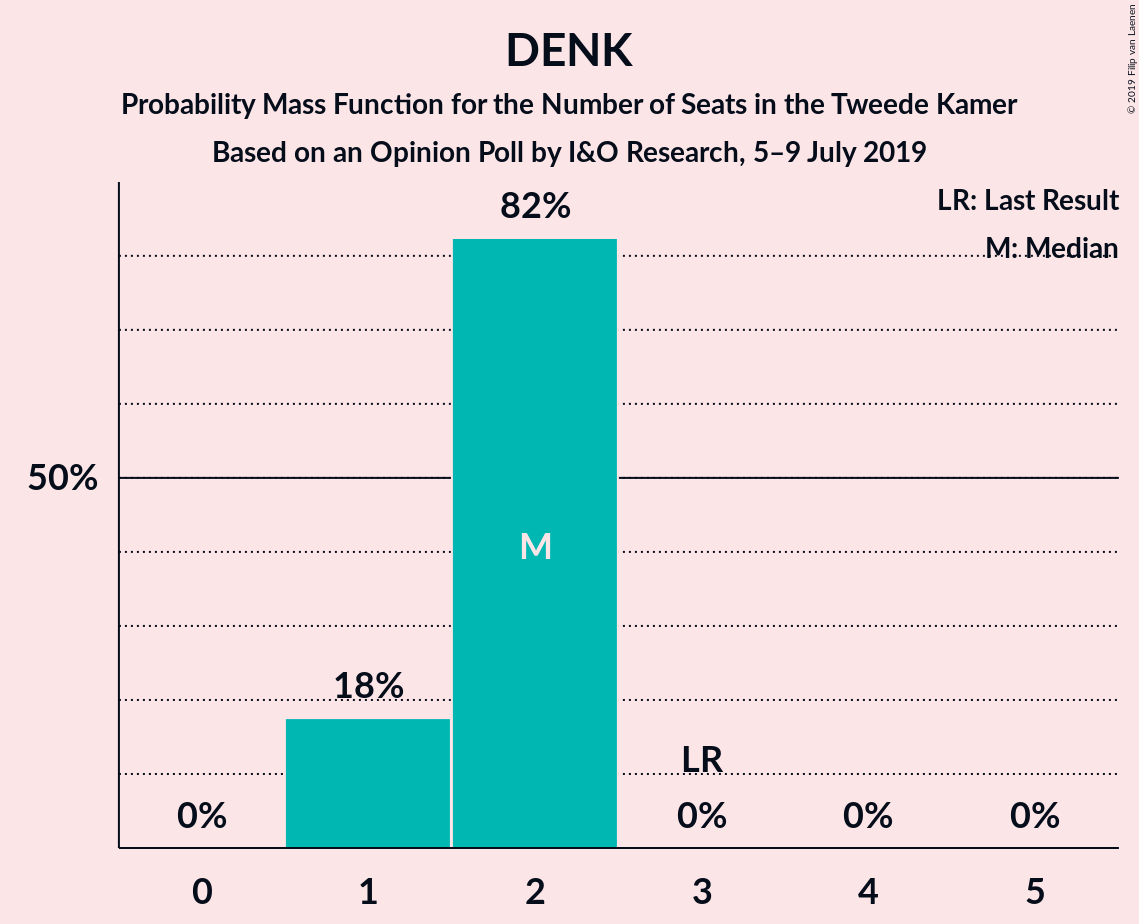 DENK
Probability Mass Function for the Number of Seats in the Tweede Kamer
Based on an Opinion Poll by I&O Research, 5–9 July 2019
© 2019 Filip van Laenen
LR: Last Result
M: Median
82%
50%
M
18%
LR
0%
0%
0%
0%
0
1
2
3
4
5